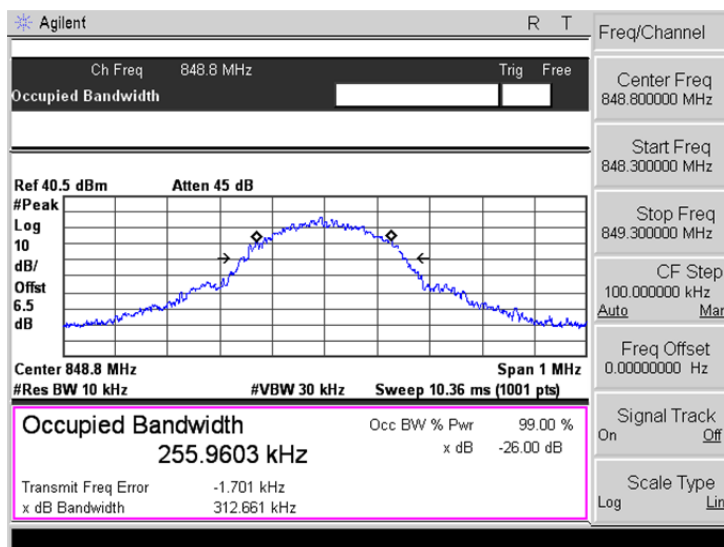 Agilent R T
Ch Freq 848.8 MHz Trig Free
Occupied Bandwidth
Ref 40.5 dBm Atten 45 dB
#Peak
Log
10
dB/
Offst
6.5
dB
Center 848.8 MHz Span 1 MHz
#Res BW 10 kHz #VBW 30 kHz Sweep 10.36 ms (1001 pts)
Occupied Bandwidth Occ BW % Pwr 99.00 %
255.9603 kHz x dB -26.00 dB
Transmit Freq Error -1.701 kHz
x dB Bandwidth 312.661 kHz
Freq/Channel
Center Freq
848.800000 MHz
Start Freq
848.300000 MHz
Stop Freq
849.300000 MHz
CF Step
100.000000 kHz
Auto Man
Freq Offset
0.00000000 Hz
Signal Track
On Off
Scale Type
Log Lin